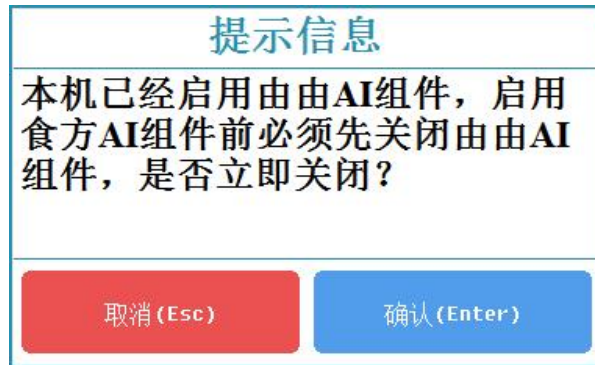 提示信息
本机已经启用由由AI组件，启用
食方AI组件前必须先关闭由由AI
组件，是否立即关闭？
取消(Esc)
确认(Enter)